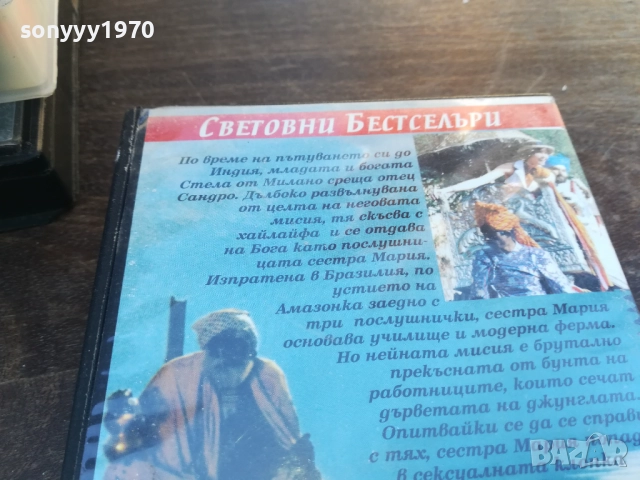 sonyyy1970
СВЕТОВНИ БЕСТСЕЛЪРИ
По време на пътуването си до
Индия, младата и богата
Стела от Милано среща отец
Сандро. Дълбоко развълнувана
от целта на неговата
мисия, тя скъсва с
хайлайфа и се отдава
на Бога като послушни-
цата сестра Мария.
Изпратена в Бразилия, по
устието на
Амазонка заедно с
три послушнички, сестра Мария
основава училище и модерна ферма.
Но нейната мисия е брутално
прекъсната от бунта на
работниците, които сечат
дърветата на джунглата.
Опитвайки се да се справи
с тях, сестра Мария
в сексуалната
bazar